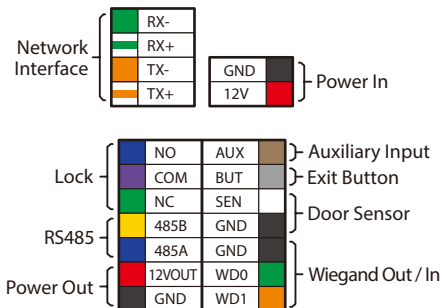 Network Interface
RX-
RX+
TX-
TX+
GND
12V
Power In
Lock
RS485
Power Out
NO AUX
COM BUT
NC SEN
485B GND
485A GND
12VOUT WD0
GND WD1
Auxiliary Input
Exit Button
Door Sensor
Wiegand Out / In